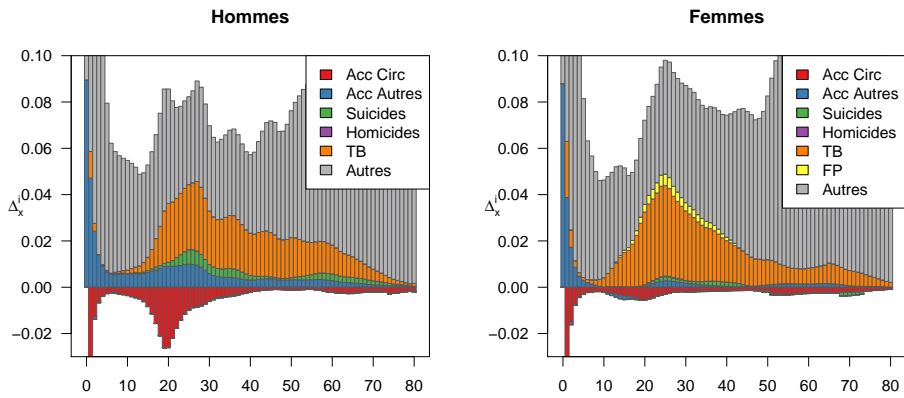 Hommes
0.10
0.08
0.06
0.04
0.02
0.00
−0.02
Δxi
0 10 20 30 40 50 60 70 80
Acc Circ
Acc Autres
Suicides
Homicides
TB
Autres
Femmes
0.10
0.08
0.06
0.04
0.02
0.00
−0.02
Δxi
0 10 20 30 40 50 60 70 80
Acc Circ
Acc Autres
Suicides
Homicides
TB
FP
Autres